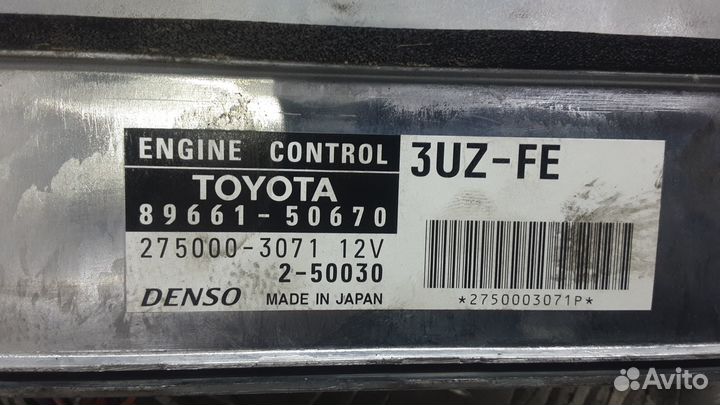 ENGINE CONTROL
3UZ-FE
TOYOTA
89661-50670
275000-3071 12V
2-50030
DENSO MADE IN JAPAN
*2750003071P*
Avito